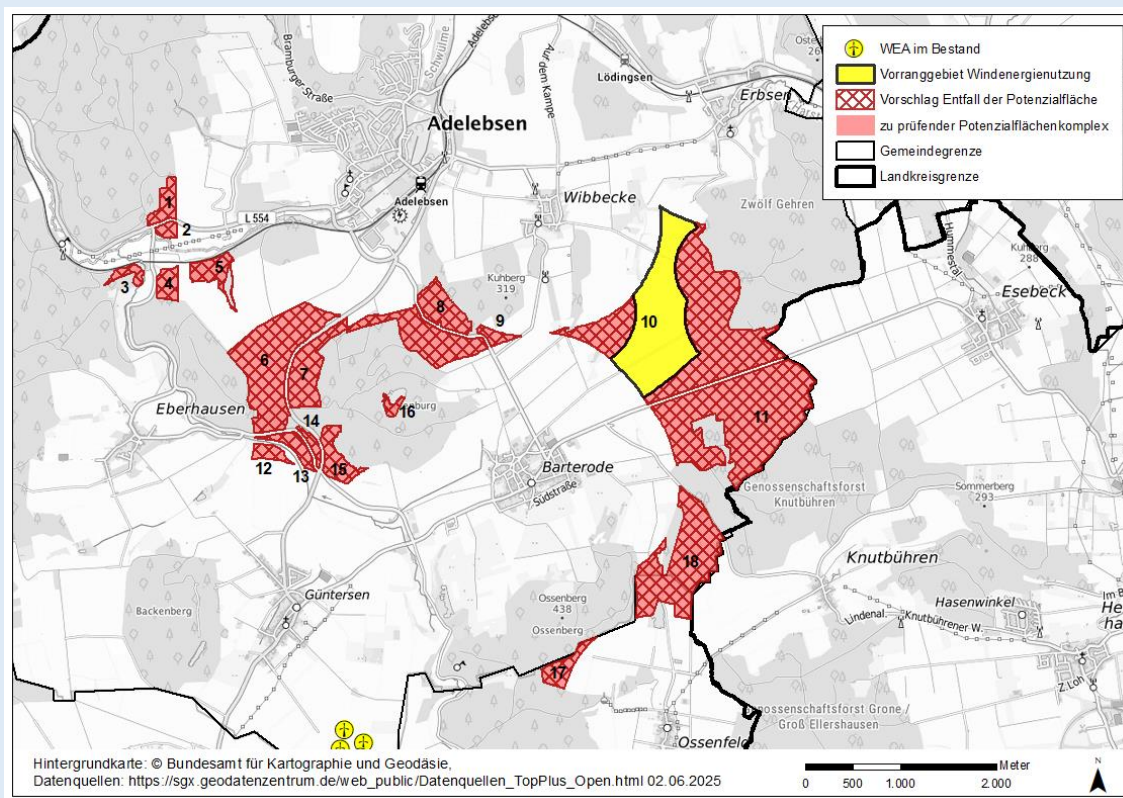 WEA im Bestand
Vorranggebiet Windenergienutzung
Vorschlag Entfall der Potenzialfläche
zu prüfender Potenzialflächenkomplex
Gemeindegrenze
Landkreisgrenze
Bramburger-Straße
Schwülme
Auf dem Kampe
Lödingsen
Erbsen
Adelebsen
Wibbecke
Zwölf Gehren
Adelebsen
L 554
1
2
3
4
5
Kuhberg
319
Hummestal
Kuhberg
288
Esebeck
6
7
8
9
10
11
Eberhausen
14
16
12
13
15
Barterode
Südstraße
Genossenschaftsforst
Knutbühren
Sommerberg
293
Knutbühren
18
Güntersen
Backenberg
Ossenberg
438
Ossenberg
Lindenal.
Knutbührener W.
Hasenwinkel
17
Z.Loh
Groß Ellershausen
Ossenfeld
Hintergrundkarte: © Bundesamt für Kartographie und Geodäsie,
Datenquellen: https://sgx.geodatenzentrum.de/web_public/Datenquellen_TopPlus_Open.html 02.06.2025
Meter
0 500 1.000 2.000
N